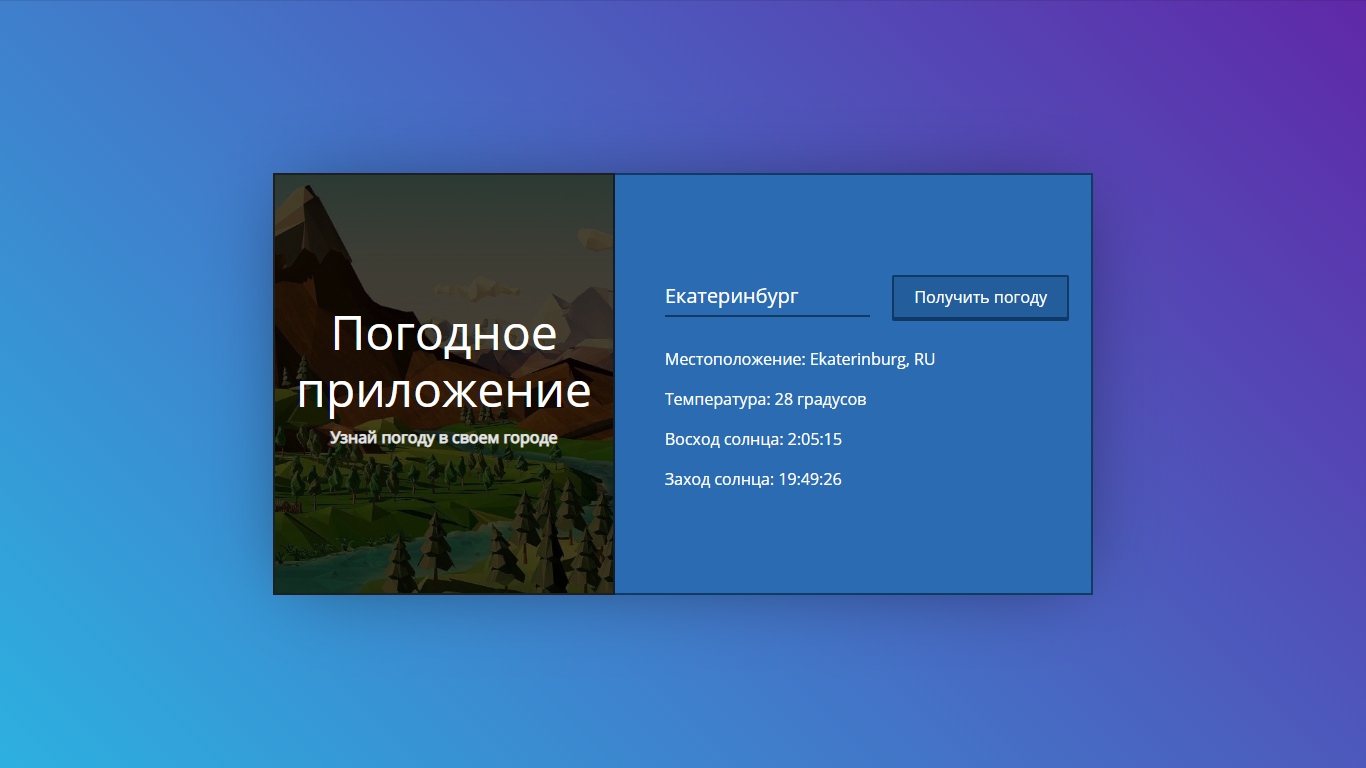 Погодное
приложение
Узнай погоду в своем городе
Екатеринбург
Получить погоду
Местоположение: Ekaterinburg, RU
Температура: 28 градусов
Восход солнца: 2:05:15
Заход солнца: 19:49:26